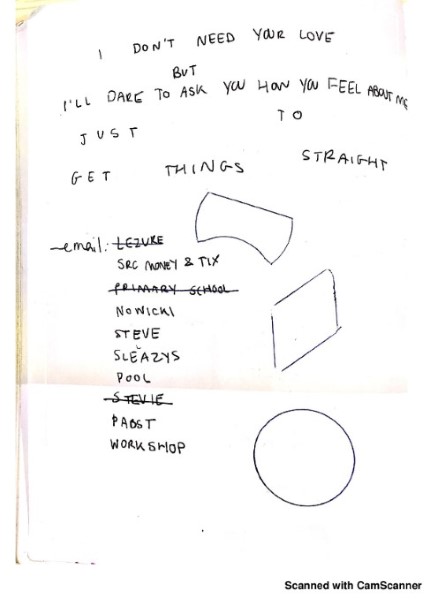 I DON'T NEED YOUR LOVE
BUT
I'LL DARE TO ASK YOU HOW YOU FEEL ABOUT ME
JUST TO
GET THINGS STRAIGHT
email: LEZURE
SRC MONEY & TIX
PRIMARY SCHOOL
NOWICKI
STEVE
SLEAZYS
POOL
STEVIE
PABST
WORKSHOP
Scanned with CamScanner